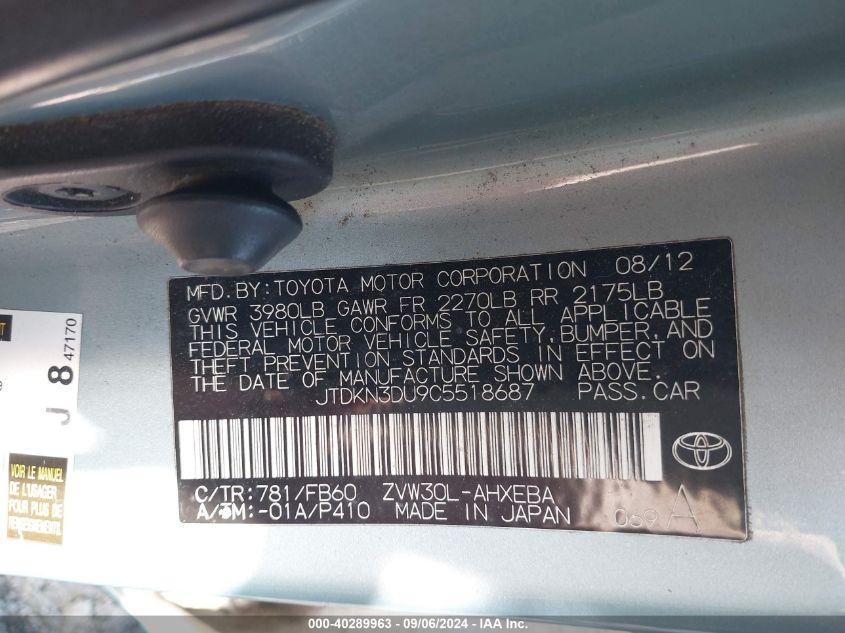 MFD. BY: TOYOTA MOTOR CORPORATION 08/12
GVWR 3980LB GAWR FR 2270LB RR 2175LB
THIS VEHICLE CONFORMS TO ALL APPLICABLE
FEDERAL MOTOR VEHICLE SAFETY, BUMPER, AND
THEFT PREVENTION STANDARDS IN EFFECT ON
THE DATE OF MANUFACTURE SHOWN ABOVE.
JTDKN3DU9C5518687 PASS.CAR
C/TR: 781/FB60 ZVW30L-AHXEBA
A/TM: -01A/P410 MADE IN JAPAN 069 A
J 8 47170
VOIR LE MANUEL
D'UTILISATION
POUR PLUS DE
RENSEIGNEMENTS.
000-40289963 - 09/06/2024 - IAA Inc.